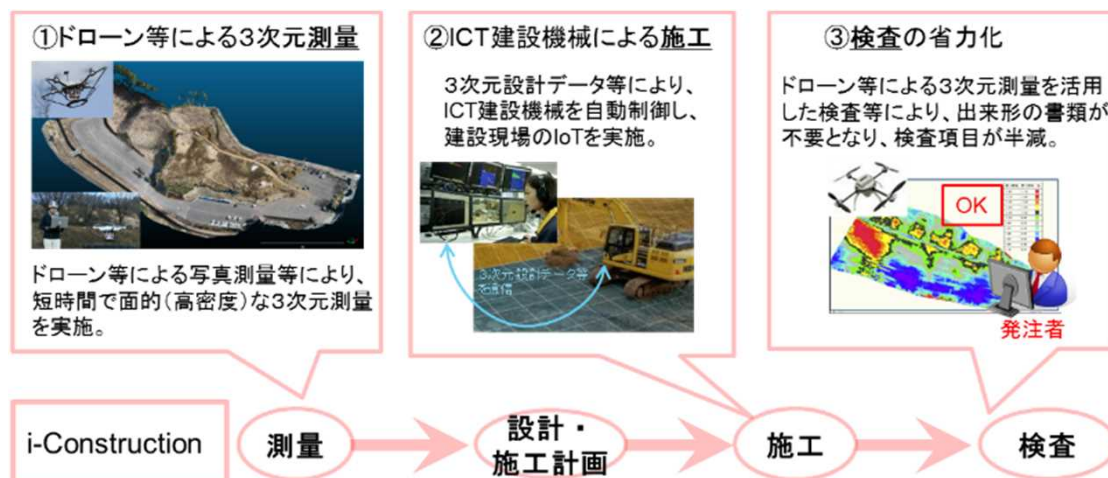 ①ドローン等による3次元測量
ドローン等による写真測量等により、
短時間で面的(高密度)な3次元測量
を実施。
②ICT建設機械による施工
3次元設計データ等により、
ICT建設機械を自動制御し、
建設現場のIoTを実施。
3次元設計データ等
を通信
③検査の省力化
ドローン等による3次元測量を活用
した検査等により、出来形の書類が
不要となり、検査項目が半減。
OK
発注者
i-Construction
測量
設計・
施工計画
施工
検査